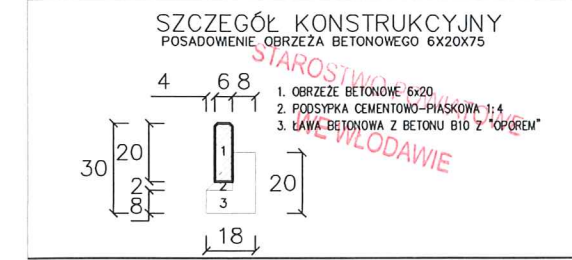 SZCZEGÓŁ KONSTRUKCYJNY
POSADOWIENIE OBRZEŻA BETONOWEGO 6X20X75
STAROSTWO POWIATOWE
WE WŁODAWIE
4 6 8
1. OBRZEŻE BETONOWE 6x20
2. PODSYPKA CEMENTOWO-PIASKOWA 1:4
3. ŁAWA BETONOWA Z BETONU B10 Z "OPOREM"
30
20
2
8
1
2
3
20
18